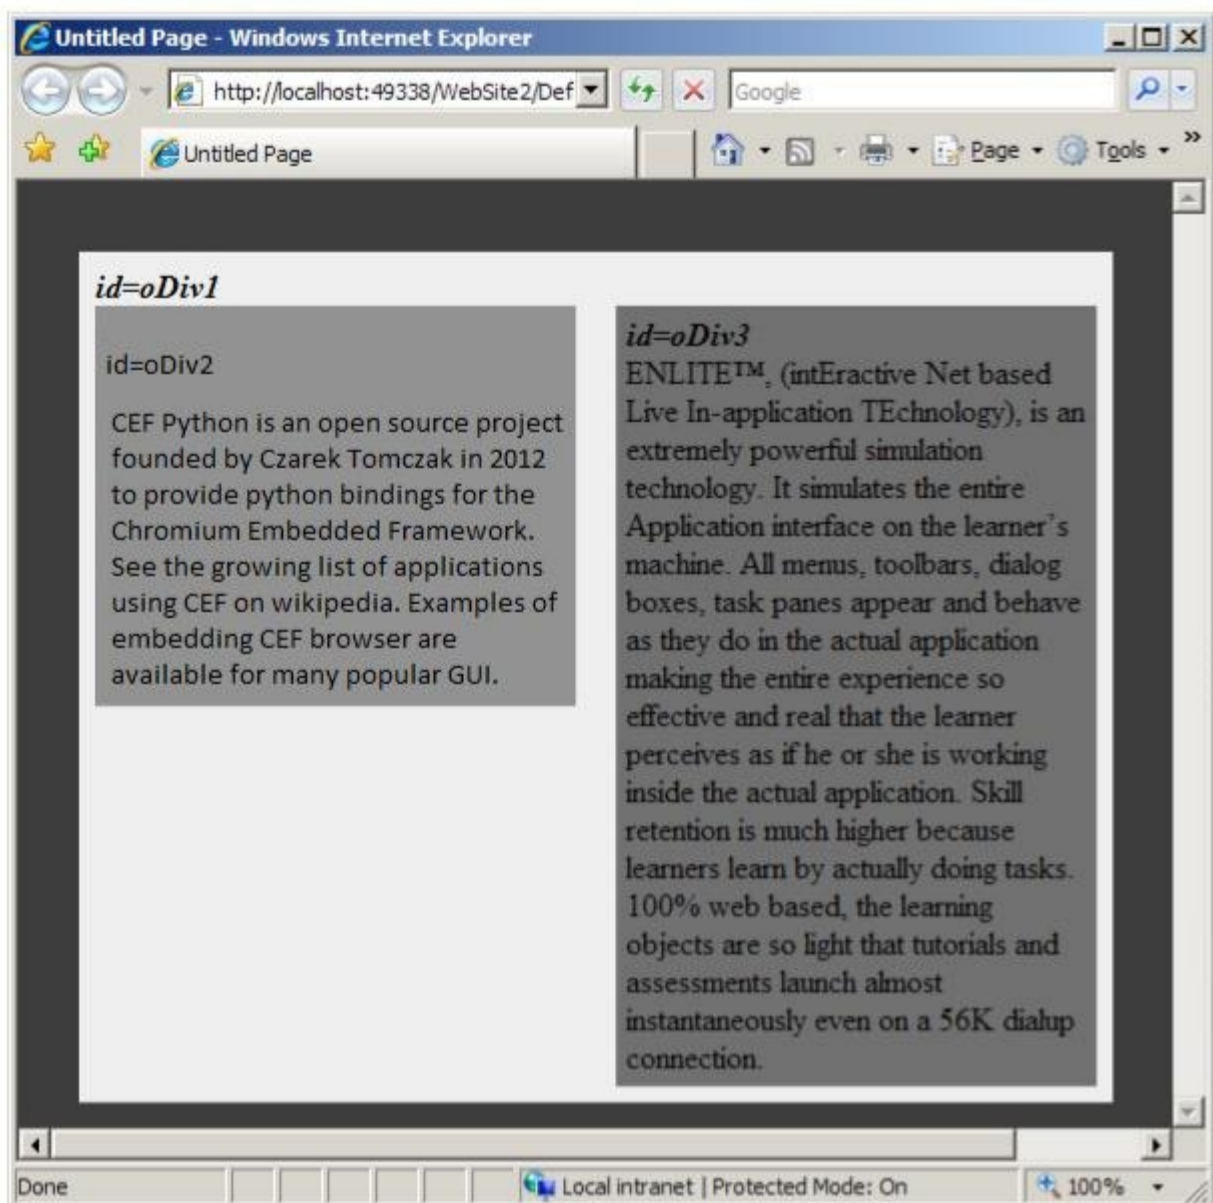 Untitled Page - Windows Internet Explorer
http://localhost:49338/WebSite2/Def
Google
Untitled Page
Page
Tools
»
id=oDiv1
id=oDiv2
CEF Python is an open source project
founded by Czarek Tomczak in 2012
to provide python bindings for the
Chromium Embedded Framework.
See the growing list of applications
using CEF on wikipedia. Examples of
embedding CEF browser are
available for many popular GUI.
id=oDiv3
ENLITE™, (intEractive Net based
Live In-application TEchnology), is an
extremely powerful simulation
technology. It simulates the entire
Application interface on the learner's
machine. All menus, toolbars, dialog
boxes, task panes appear and behave
as they do in the actual application
making the entire experience so
effective and real that the learner
perceives as if he or she is working
inside the actual application. Skill
retention is much higher because
learners learn by actually doing tasks.
100% web based, the learning
objects are so light that tutorials and
assessments launch almost
instantaneously even on a 56K dialup
connection.
Done
Local intranet | Protected Mode: On
100%